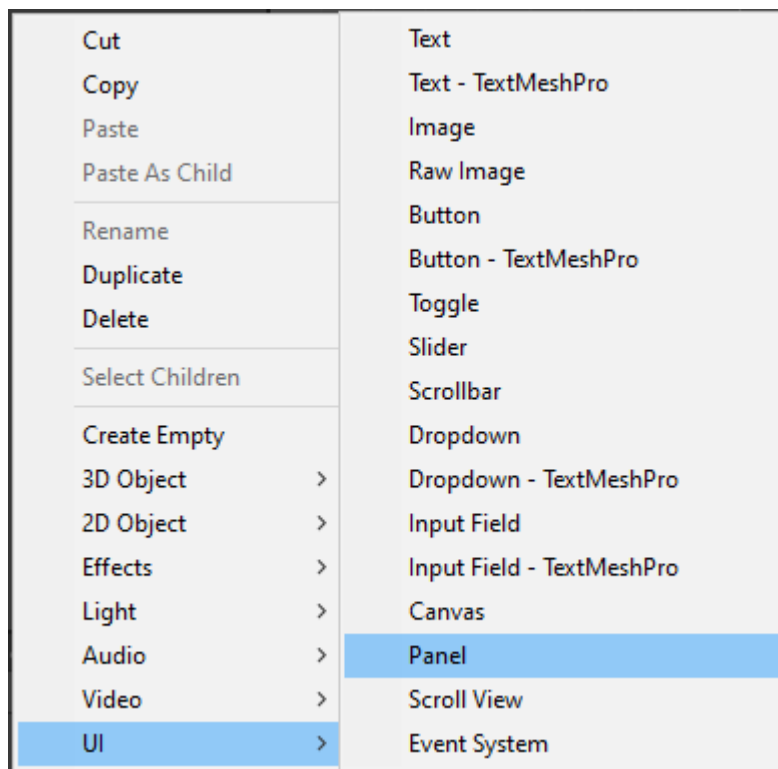 Cut
Copy
Paste
Paste As Child
Rename
Duplicate
Delete
Select Children
Create Empty
3D Object
2D Object
Effects
Light
Audio
Video
UI
Text
Text - TextMeshPro
Image
Raw Image
Button
Button - TextMeshPro
Toggle
Slider
Scrollbar
Dropdown
Dropdown - TextMeshPro
Input Field
Input Field - TextMeshPro
Canvas
Panel
Scroll View
Event System